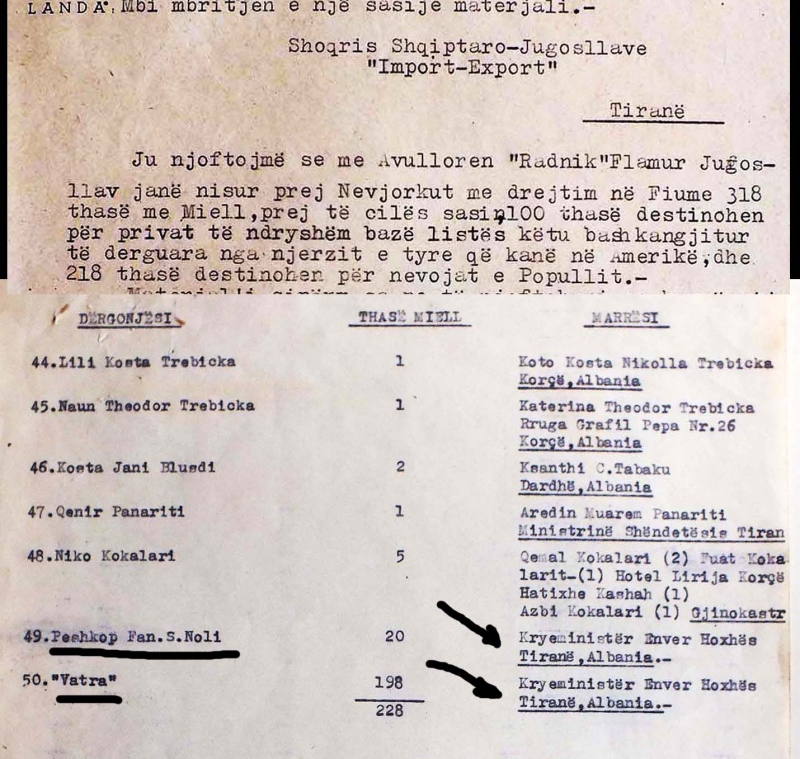 LANDA: Mbi mbritjen e një sasije materjali.-
Shoqris Shqiptaro-Jugosllave
"Import-Export"
Tiranë
Ju njoftojmë se me Avulloren "Radnik"Flamur Jugos-
llav janë nisur prej Nevjorkut me drejtim në Fiume 318
thasë me Miell,prej të cilës sasin100 thasë destinohen
për privat të ndryshëm bazë listës këtu bashkangjitur
të derguara nga njerzit e tyre që kanë në Amerikë,dhe
218 thasë destinohen për nevojat e Popullit.-
DËRGONJËSI THASË MIELL MARRËSI
44.Lili Kosta Trebicka 1 Koto Kosta Nikolla Trebicka
Korçë,Albania
45.Naun Theodor Trebicka 1 Katerina Theodor Trebicka
Rruga Grafil Pepa Nr.26
Korçë,Albania
46.Kosta Jani Blusdi 2 Ksanthi C.Tabaku
Dardhë,Albania
47.Qenir Panariti 1 Aredin Muarem Panariti
Ministrinë Shëndetësis Tiran
48.Niko Kokalari 5 Qemal Kokalari (2) Fuat Koka
larit-(1) Hotel Lirija Korçë
Hatixhe Kashah (1)
Azbi Kokalari (1) Gjinokastr
49.Peshkop Fan.S.Noli 20 Kryeministër Enver Hoxhës
Tiranë,Albania.-
50."Vatra" 198 Kryeministër Enver Hoxhës
Tiranë,Albania.-
228